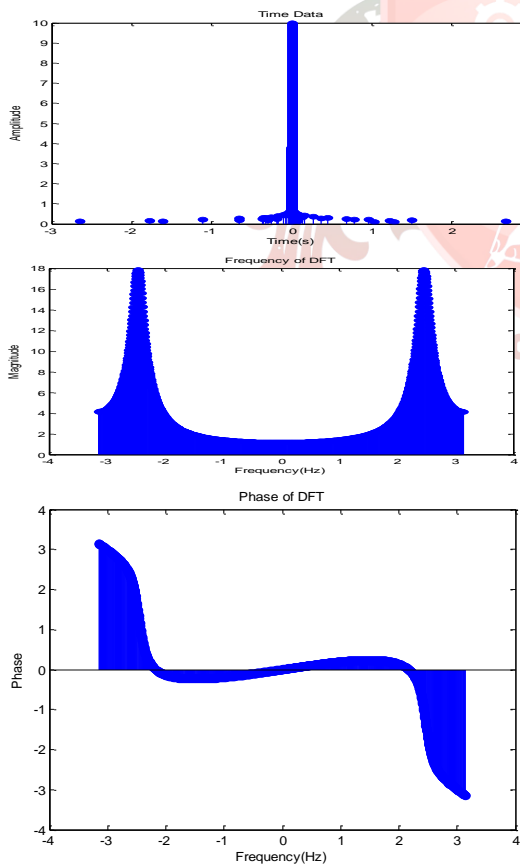 Time Data
10
9
8
7
6
5
4
3
2
1
0
Amplitude
-3 -2 -1 0 1 2
Time(s)
Frequency of DFT
18
16
14
12
10
8
6
4
2
0
Magnitude
-4 -3 -2 -1 0 1 2 3 4
Frequency(Hz)
Phase of DFT
4
3
2
1
0
-1
-2
-3
-4
Phase
-4 -3 -2 -1 0 1 2 3 4
Frequency(Hz)